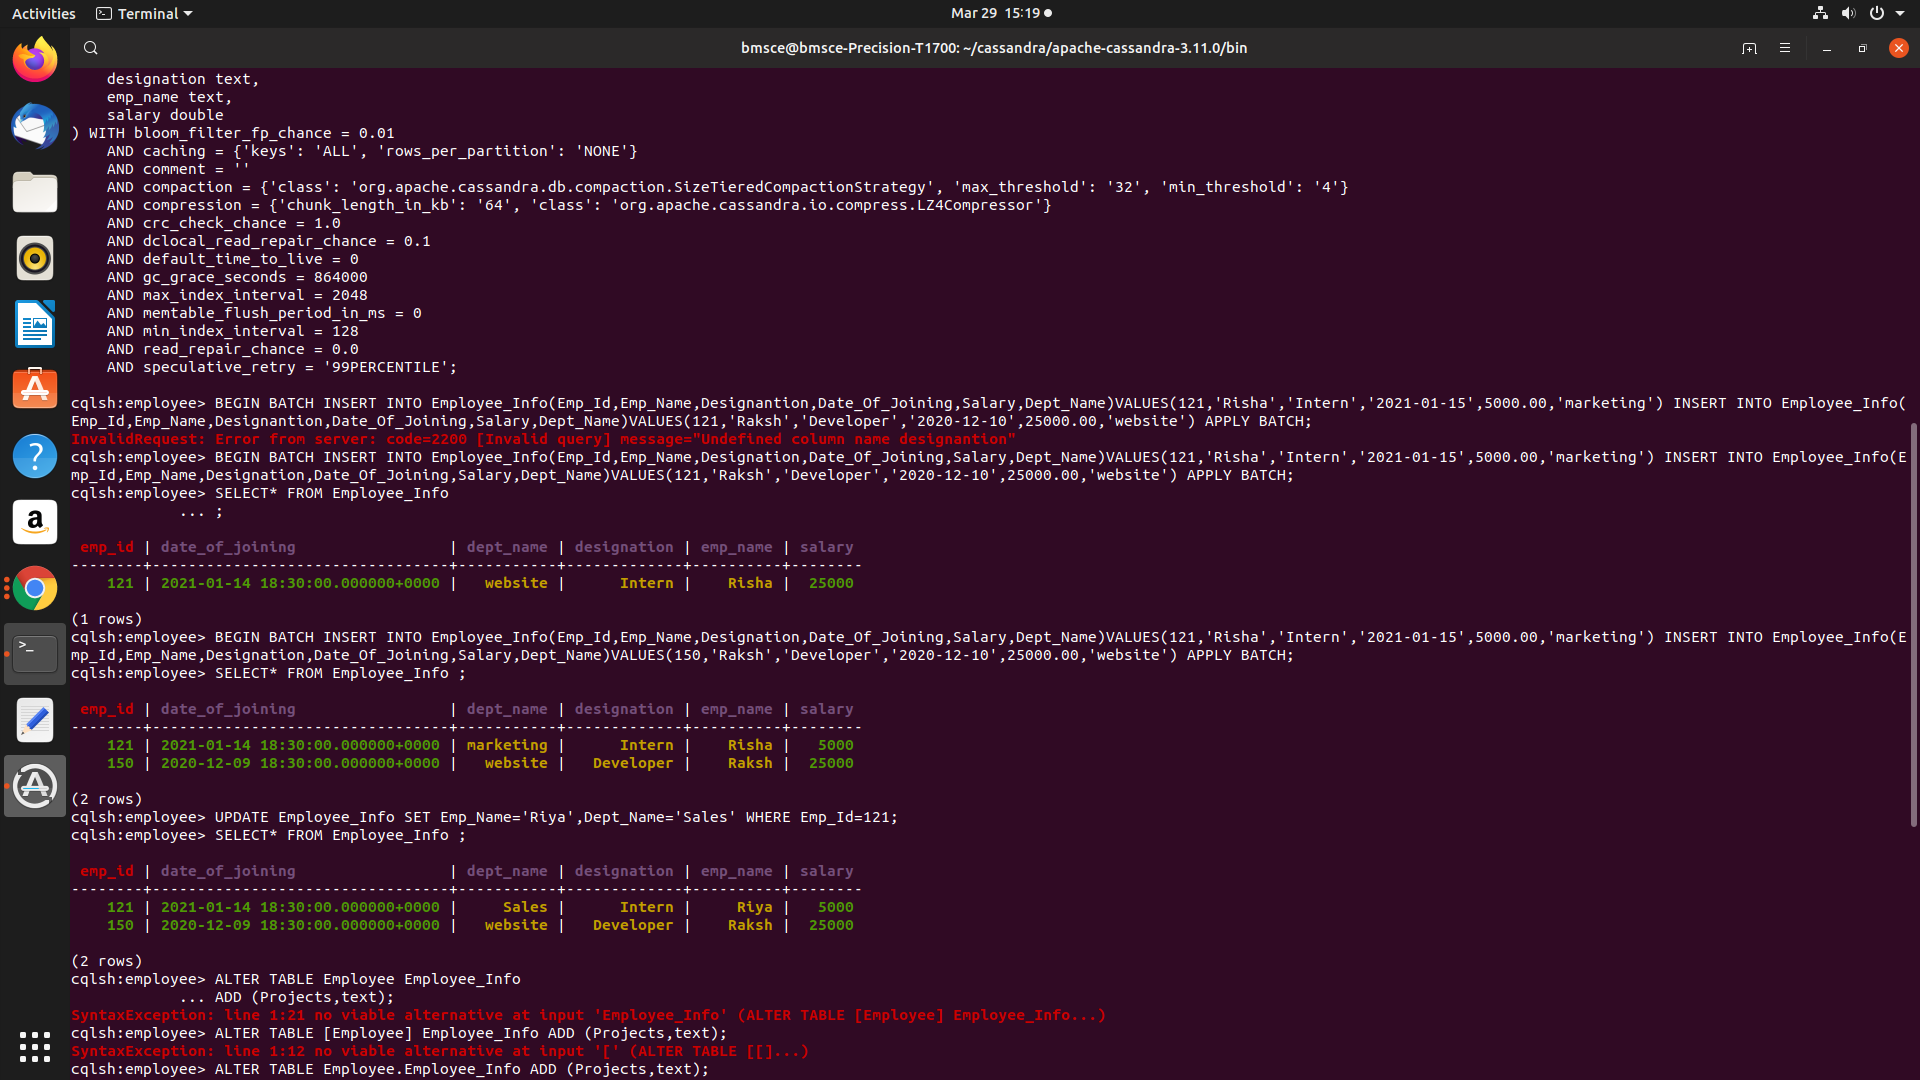 Activities
Terminal
Mar 29 15:19
bmsce@bmsce-Precision-T1700: ~/cassandra/apache-cassandra-3.11.0/bin
    designation text,
    emp_name text,
    salary double
) WITH bloom_filter_fp_chance = 0.01
    AND caching = {'keys': 'ALL', 'rows_per_partition': 'NONE'}
    AND comment = ''
    AND compaction = {'class': 'org.apache.cassandra.db.compaction.SizeTieredCompactionStrategy', 'max_threshold': '32', 'min_threshold': '4'}
    AND compression = {'chunk_length_in_kb': '64', 'class': 'org.apache.cassandra.io.compress.LZ4Compressor'}
    AND crc_check_chance = 1.0
    AND dclocal_read_repair_chance = 0.1
    AND default_time_to_live = 0
    AND gc_grace_seconds = 864000
    AND max_index_interval = 2048
    AND memtable_flush_period_in_ms = 0
    AND min_index_interval = 128
    AND read_repair_chance = 0.0
    AND speculative_retry = '99PERCENTILE';
cqlsh:employee> BEGIN BATCH INSERT INTO Employee_Info(Emp_Id,Emp_Name,Designantion,Date_Of_Joining,Salary,Dept_Name)VALUES(121,'Risha','Intern','2021-01-15',5000.00,'marketing') INSERT INTO Employee_Info(
Emp_Id,Emp_Name,Designantion,Date_Of_Joining,Salary,Dept_Name)VALUES(121,'Raksh','Developer','2020-12-10',25000.00,'website') APPLY BATCH;
InvalidRequest: Error from server: code=2200 [Invalid query] message="Undefined column name designantion"
cqlsh:employee> BEGIN BATCH INSERT INTO Employee_Info(Emp_Id,Emp_Name,Designation,Date_Of_Joining,Salary,Dept_Name)VALUES(121,'Risha','Intern','2021-01-15',5000.00,'marketing') INSERT INTO Employee_Info(E
mp_Id,Emp_Name,Designation,Date_Of_Joining,Salary,Dept_Name)VALUES(121,'Raksh','Developer','2020-12-10',25000.00,'website') APPLY BATCH;
cqlsh:employee> SELECT* FROM Employee_Info
            ... ;
 emp_id | date_of_joining                 | dept_name | designation | emp_name | salary
--------+---------------------------------+-----------+-------------+----------+--------
    121 | 2021-01-14 18:30:00.000000+0000 |   website |      Intern |    Risha |  25000
(1 rows)
cqlsh:employee> BEGIN BATCH INSERT INTO Employee_Info(Emp_Id,Emp_Name,Designation,Date_Of_Joining,Salary,Dept_Name)VALUES(121,'Risha','Intern','2021-01-15',5000.00,'marketing') INSERT INTO Employee_Info(E
mp_Id,Emp_Name,Designation,Date_Of_Joining,Salary,Dept_Name)VALUES(150,'Raksh','Developer','2020-12-10',25000.00,'website') APPLY BATCH;
cqlsh:employee> SELECT* FROM Employee_Info ;
 emp_id | date_of_joining                 | dept_name | designation | emp_name | salary
--------+---------------------------------+-----------+-------------+----------+--------
    121 | 2021-01-14 18:30:00.000000+0000 | marketing |      Intern |    Risha |   5000
    150 | 2020-12-09 18:30:00.000000+0000 |   website |   Developer |    Raksh |  25000
(2 rows)
cqlsh:employee> UPDATE Employee_Info SET Emp_Name='Riya',Dept_Name='Sales' WHERE Emp_Id=121;
cqlsh:employee> SELECT* FROM Employee_Info ;
 emp_id | date_of_joining                 | dept_name | designation | emp_name | salary
--------+---------------------------------+-----------+-------------+----------+--------
    121 | 2021-01-14 18:30:00.000000+0000 |     Sales |      Intern |     Riya |   5000
    150 | 2020-12-09 18:30:00.000000+0000 |   website |   Developer |    Raksh |  25000
(2 rows)
cqlsh:employee> ALTER TABLE Employee Employee_Info
            ... ADD (Projects,text);
SyntaxException: line 1:21 no viable alternative at input 'Employee_Info' (ALTER TABLE [Employee] Employee_Info...)
cqlsh:employee> ALTER TABLE [Employee] Employee_Info ADD (Projects,text);
SyntaxException: line 1:12 no viable alternative at input '[' (ALTER TABLE [[]...)
cqlsh:employee> ALTER TABLE Employee.Employee_Info ADD (Projects,text);